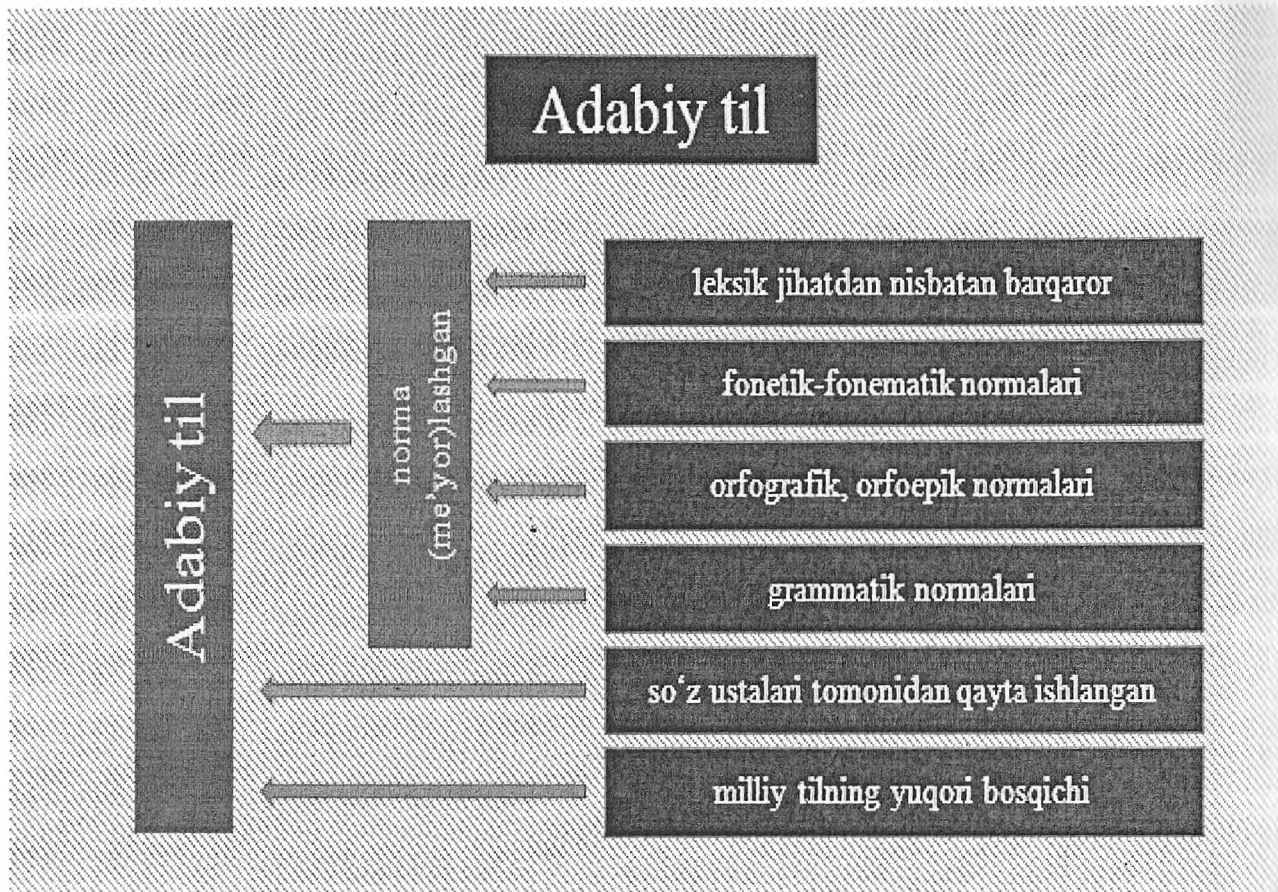 Adabiy til
Adabiy til
norma
(me’yor)lashgan
leksik jihatdan nisbatan barqaror
fonetik-fonematik normalari
orfografik, orfoepik normalari
grammatik normalari
so‘z ustalari tomonidan qayta ishlangan
milliy tilning yuqori bosqichi